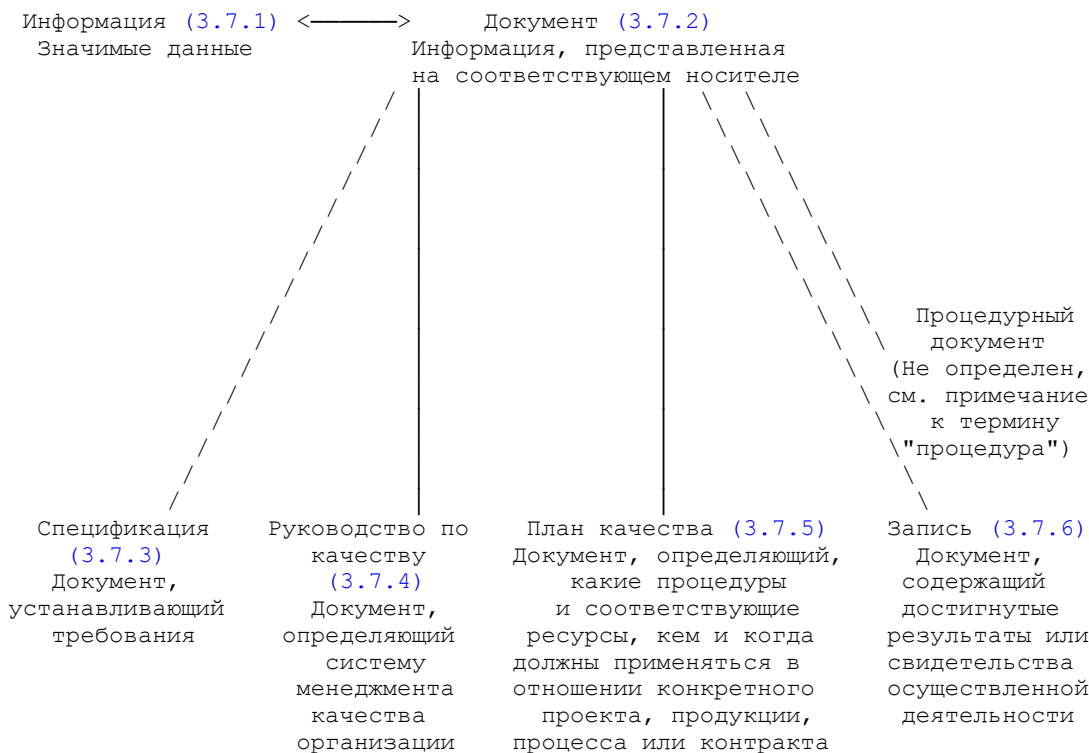 Информация (3.7.1) <———————> Документ (3.7.2)
Значимые данные Информация, представленная
на соответствующем носителе
Процедурный
документ
(Не определен,
см. примечание
к термину
"процедура")
Спецификация Руководство по План качества (3.7.5) Запись (3.7.6)
(3.7.3) качеству Документ, определяющий, Документ,
Документ, (3.7.4) какие процедуры содержащий
устанавливающий Документ, и соответствующие достигнутые
требования определяющий ресурсы, кем и когда результаты или
систему должны применяться в свидетельства
менеджмента отношении конкретного осуществленной
качества проекта, продукции, деятельности
организации процесса или контракта